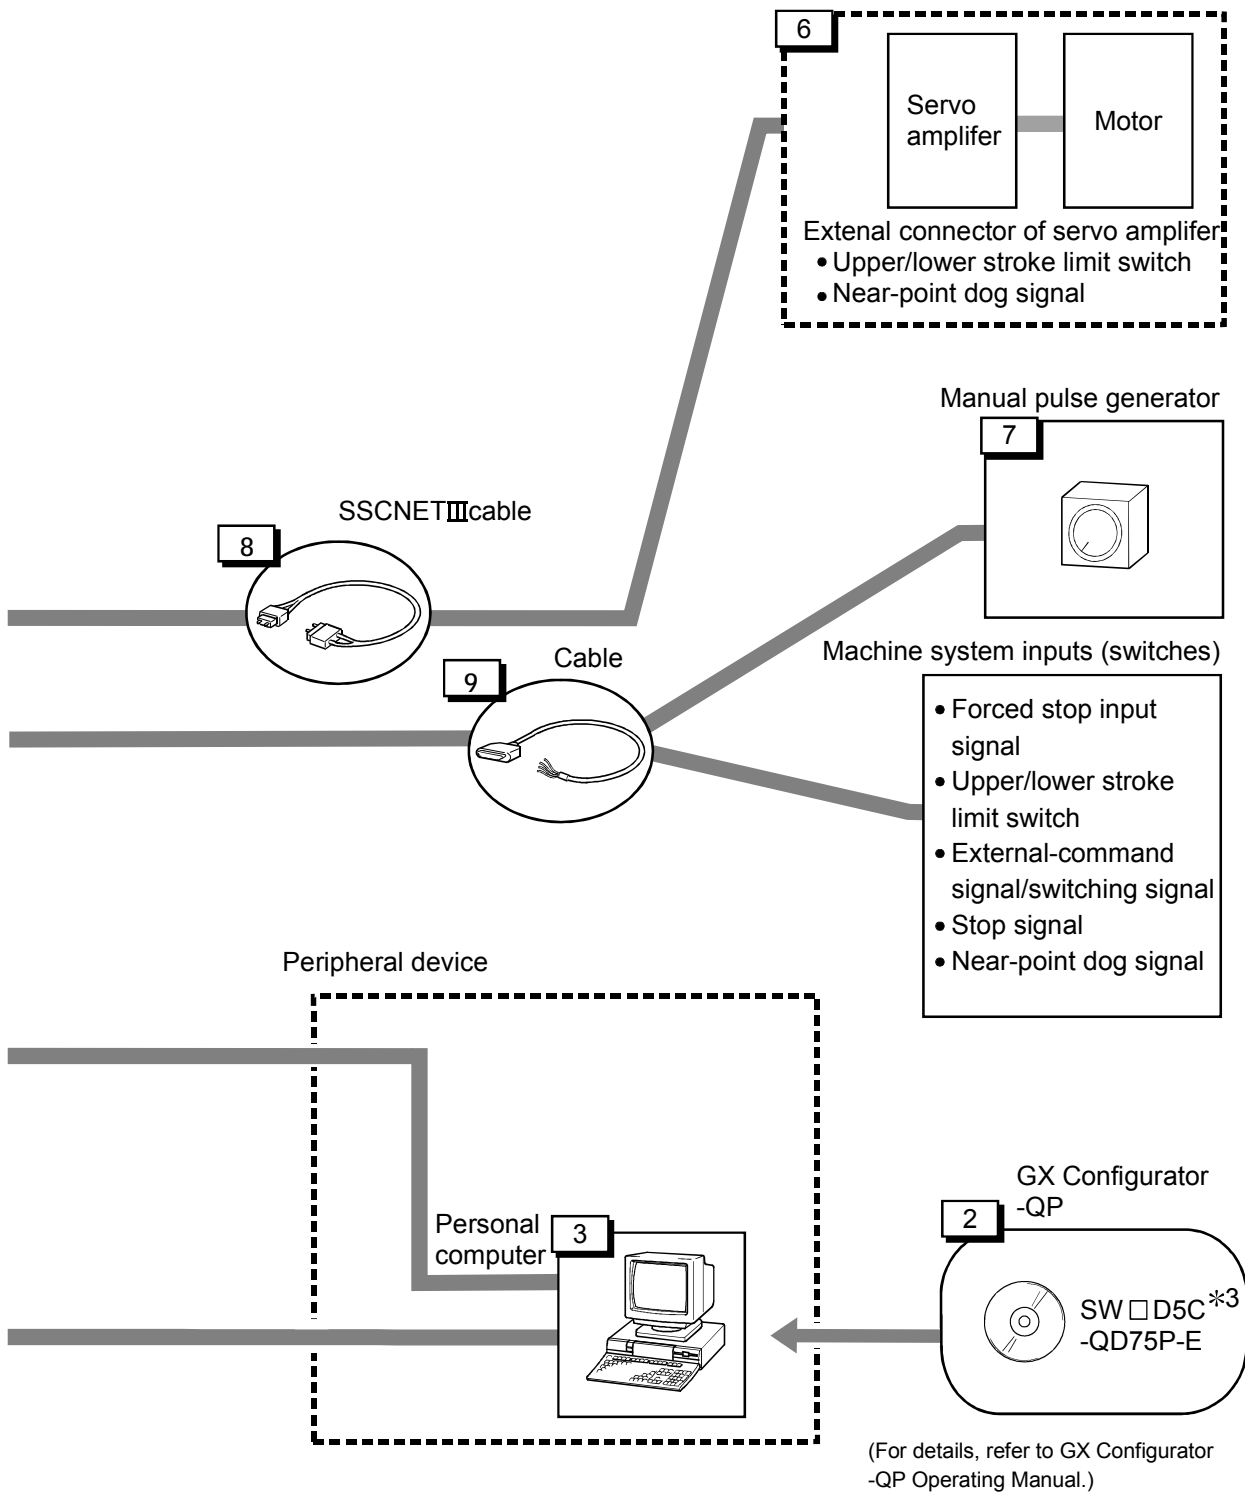 6
Servo
amplifer
Motor
Extenal connector of servo amplifer
• Upper/lower stroke limit switch
• Near-point dog signal
Manual pulse generator
7
SSCNETⅢcable
8
Cable
9
Machine system inputs (switches)
• Forced stop input
signal
• Upper/lower stroke
limit switch
• External-command
signal/switching signal
• Stop signal
• Near-point dog signal
Peripheral device
Personal
computer
3
GX Configurator
-QP
2
SW□D5C*3
-QD75P-E
(For details, refer to GX Configurator
-QP Operating Manual.)